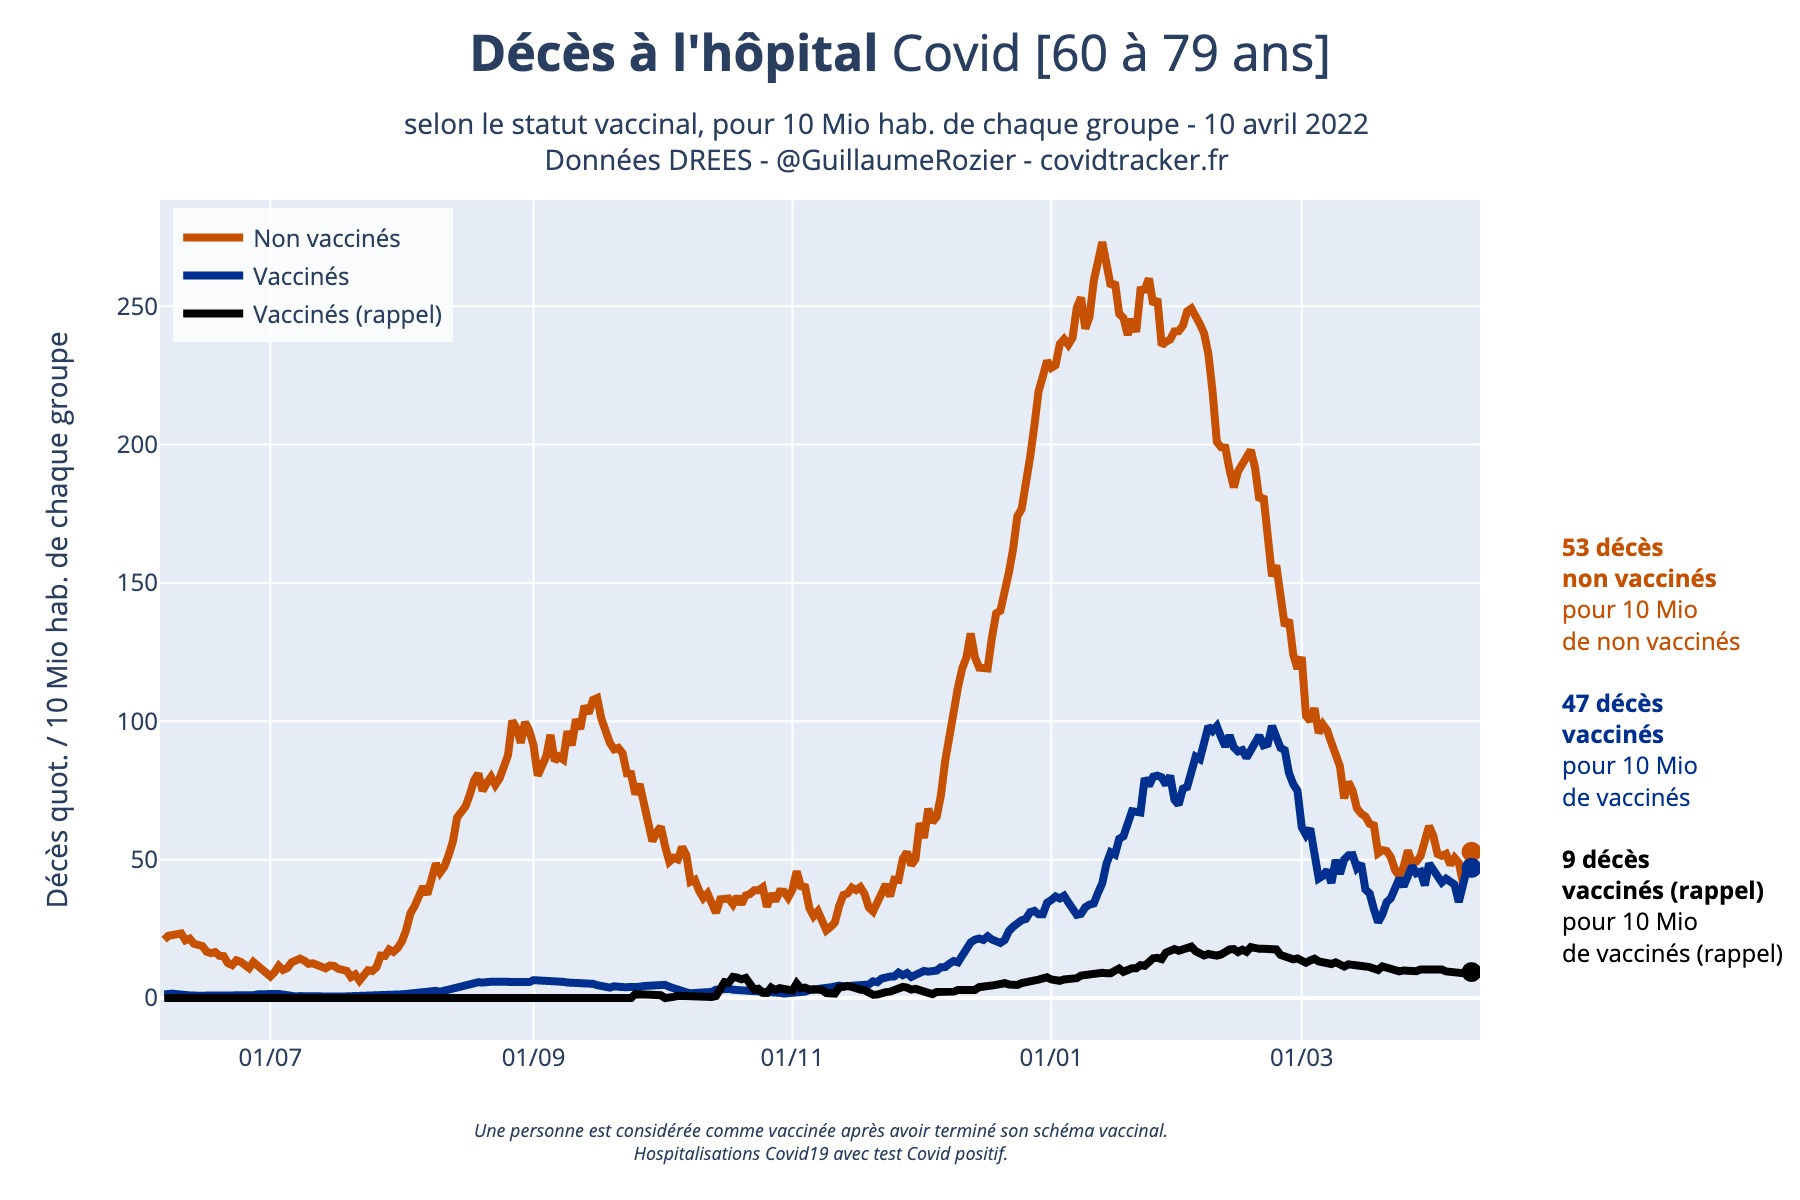 Décès à l'hôpital Covid [60 à 79 ans]
selon le statut vaccinal, pour 10 Mio hab. de chaque groupe - 10 avril 2022
Données DREES - @GuillaumeRozier - covidtracker.fr
Non vaccinés
Vaccinés
Vaccinés (rappel)
Décès quot. / 10 Mio hab. de chaque groupe
250
200
150
100
50
0
01/07
01/09
01/11
01/01
01/03
53 décès
non vaccinés
pour 10 Mio
de non vaccinés
47 décès
vaccinés
pour 10 Mio
de vaccinés
9 décès
vaccinés (rappel)
pour 10 Mio
de vaccinés (rappel)
Une personne est considérée comme vaccinée après avoir terminé son schéma vaccinal.
Hospitalisations Covid19 avec test Covid positif.